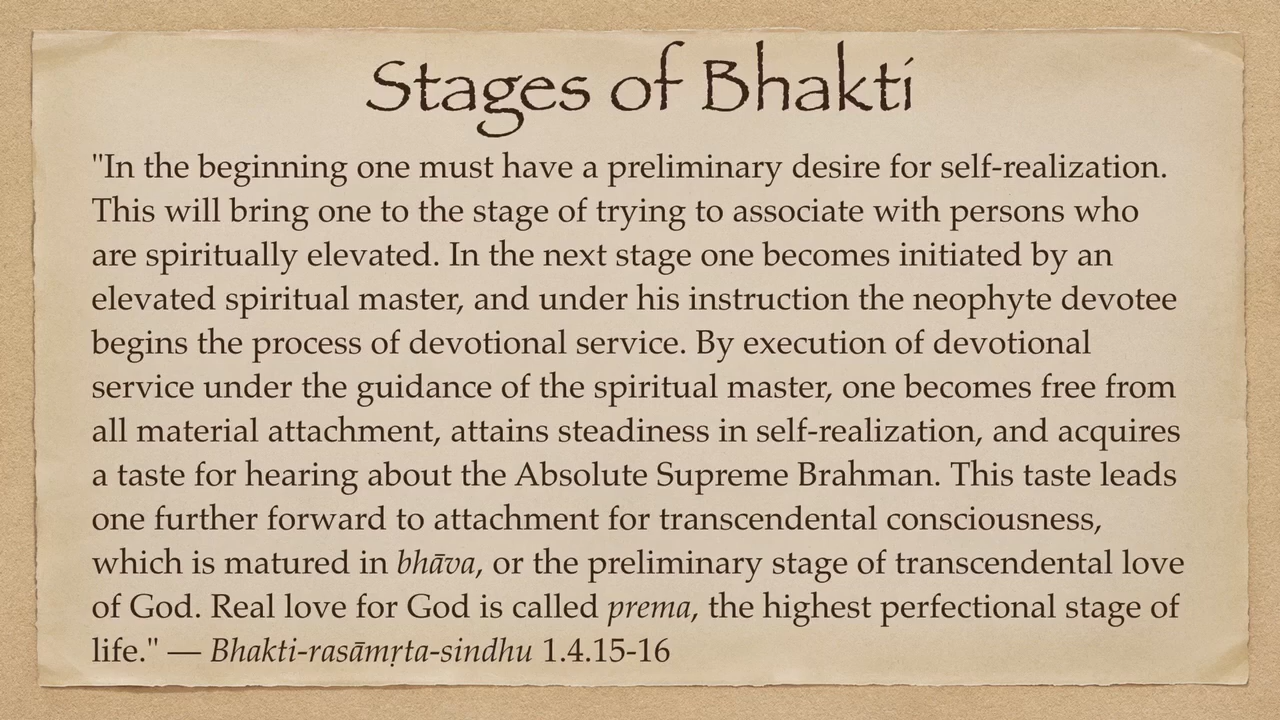 Stages of Bhakti
"In the beginning one must have a preliminary desire for self-realization.
This will bring one to the stage of trying to associate with persons who
are spiritually elevated. In the next stage one becomes initiated by an
elevated spiritual master, and under his instruction the neophyte devotee
begins the process of devotional service. By execution of devotional
service under the guidance of the spiritual master, one becomes free from
all material attachment, attains steadiness in self-realization, and acquires
a taste for hearing about the Absolute Supreme Brahman. This taste leads
one further forward to attachment for transcendental consciousness,
which is matured in bhāva, or the preliminary stage of transcendental love
of God. Real love for God is called prema, the highest perfectional stage of
life." — Bhakti-rasāmṛta-sindhu 1.4.15-16